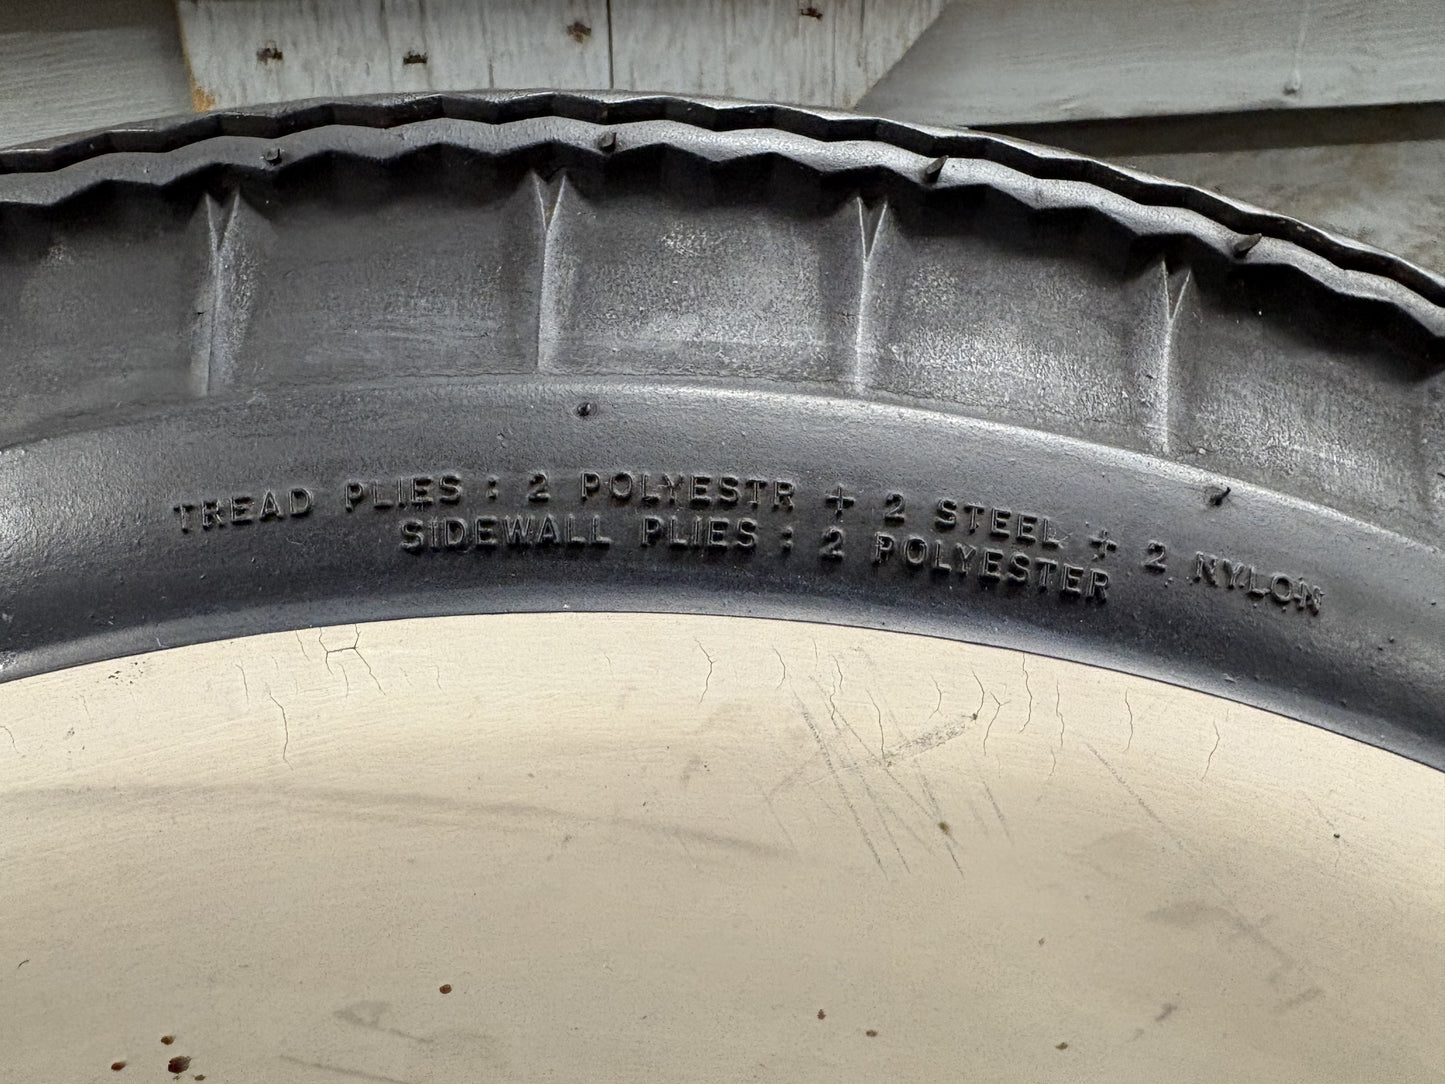 TREAD PLIES : 2 POLYESTR + 2 STEEL + 2 NYLON
SIDEWALL PLIES : 2 POLYESTER